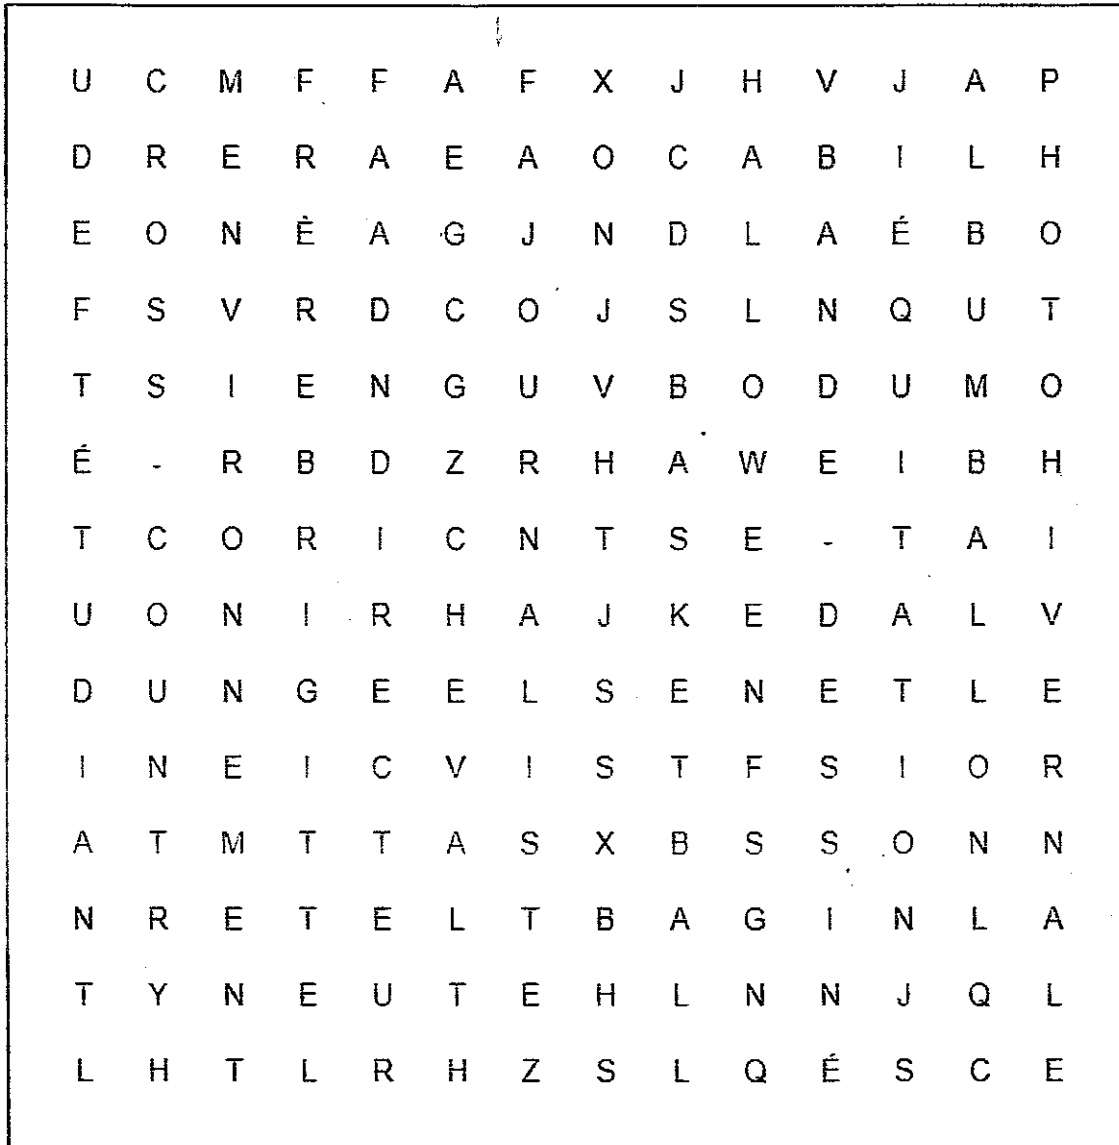 U C M F F A F X J H V J A P
D R E R A E A O C A B I L H
E O N È A G J N D L A É B O
F S V R D C O J S L N Q U T
T S I E N G U V B O D U M O
É - R B D Z R H A W E I B H
T C O R I C N T S E - T A I
U O N I R H A J K E D A L V
D U N G E E L S E N E T L E
I N E I C V I S T F S I O R
A T M T T A S X B S S O N N
N R E T E L T B A G I N L A
T Y N E U T E H L N N J Q L
L H T L R H Z S L Q É S C E